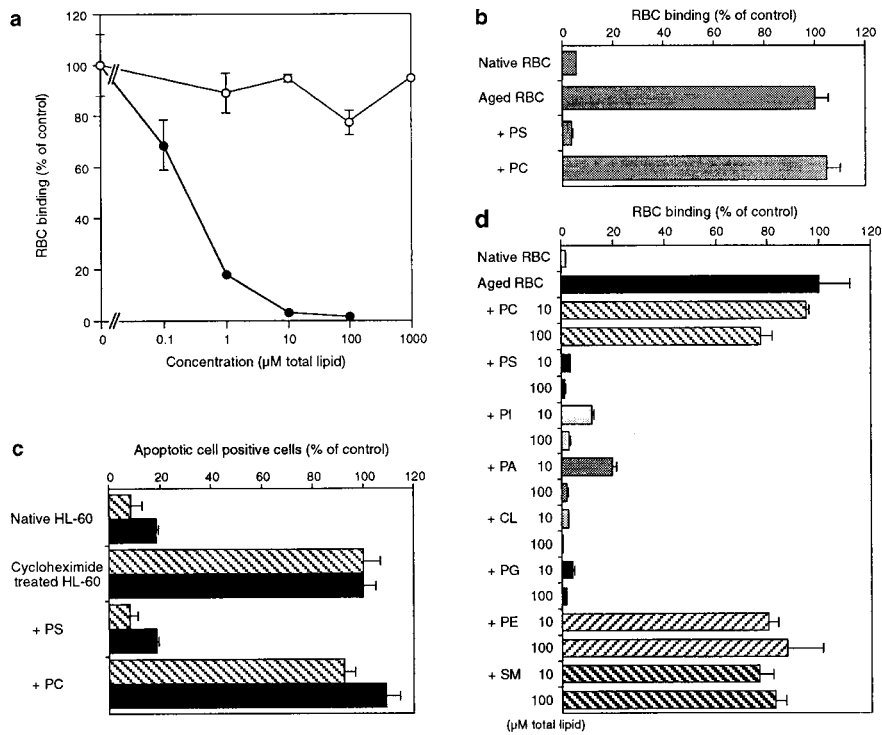 a
120
100
80
60
40
20
0
RBC binding (% of control)
0 0.1 1 10 100 1000
Concentration (µM total lipid)
b
RBC binding (% of control)
0 20 40 60 80 100 120
Native RBC
Aged RBC
+ PS
+ PC
c
Apoptotic cell positive cells (% of control)
0 20 40 60 80 100 120
Native HL-60
Cycloheximide
treated HL-60
+ PS
+ PC
d
RBC binding (% of control)
0 20 40 60 80 100 120
Native RBC
Aged RBC
+ PC 10
100
+ PS 10
100
+ PI 10
100
+ PA 10
100
+ CL 10
100
+ PG 10
100
+ PE 10
100
+ SM 10
100
(µM total lipid)